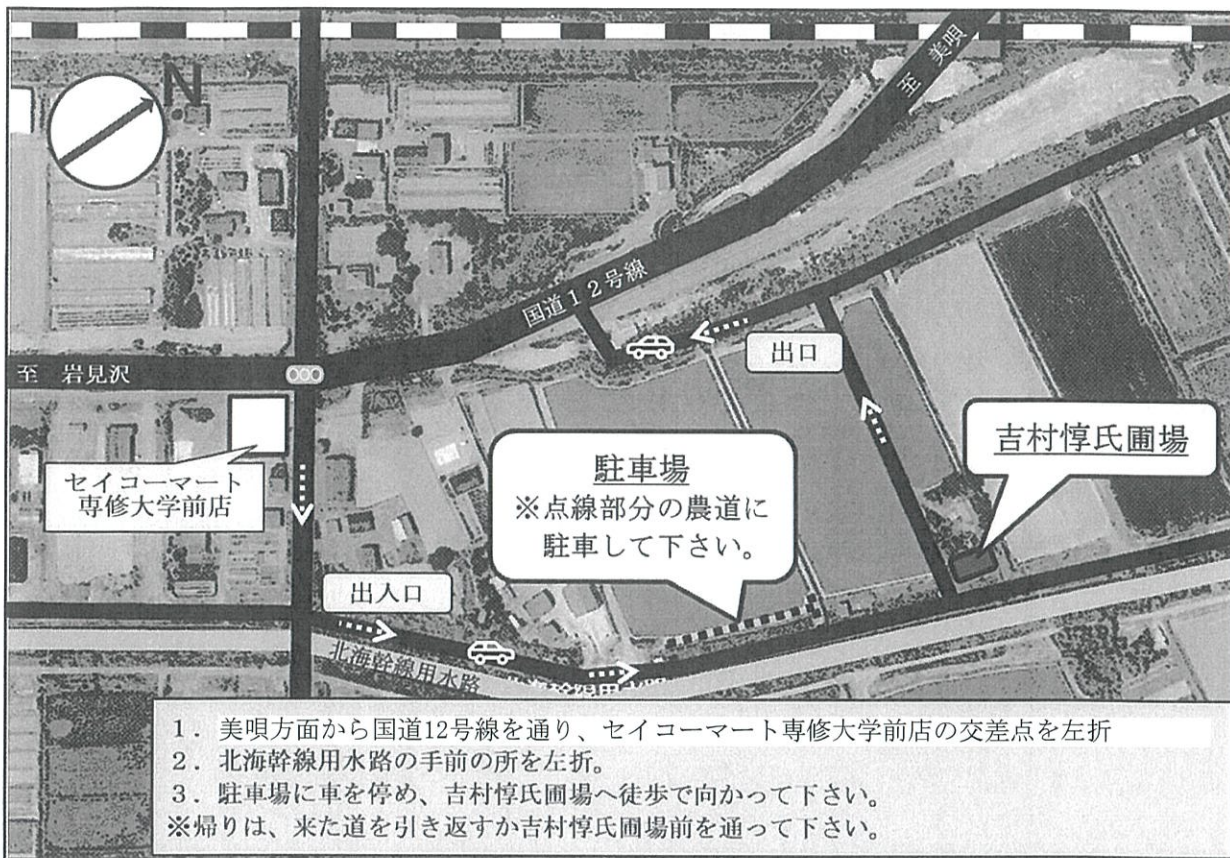 N
至 美唄
国道12号線
至 岩見沢
出口
吉村惇氏圃場
セイコーマート
専修大学前店
駐車場
※点線部分の農道に
駐車して下さい。
出入口
北海幹線用水路
1．美唄方面から国道12号線を通り、セイコーマート専修大学前店の交差点を左折
2．北海幹線用水路の手前の所を左折。
3．駐車場に車を停め、吉村惇氏圃場へ徒歩で向かって下さい。
※帰りは、来た道を引き返すか吉村惇氏圃場前を通って下さい。